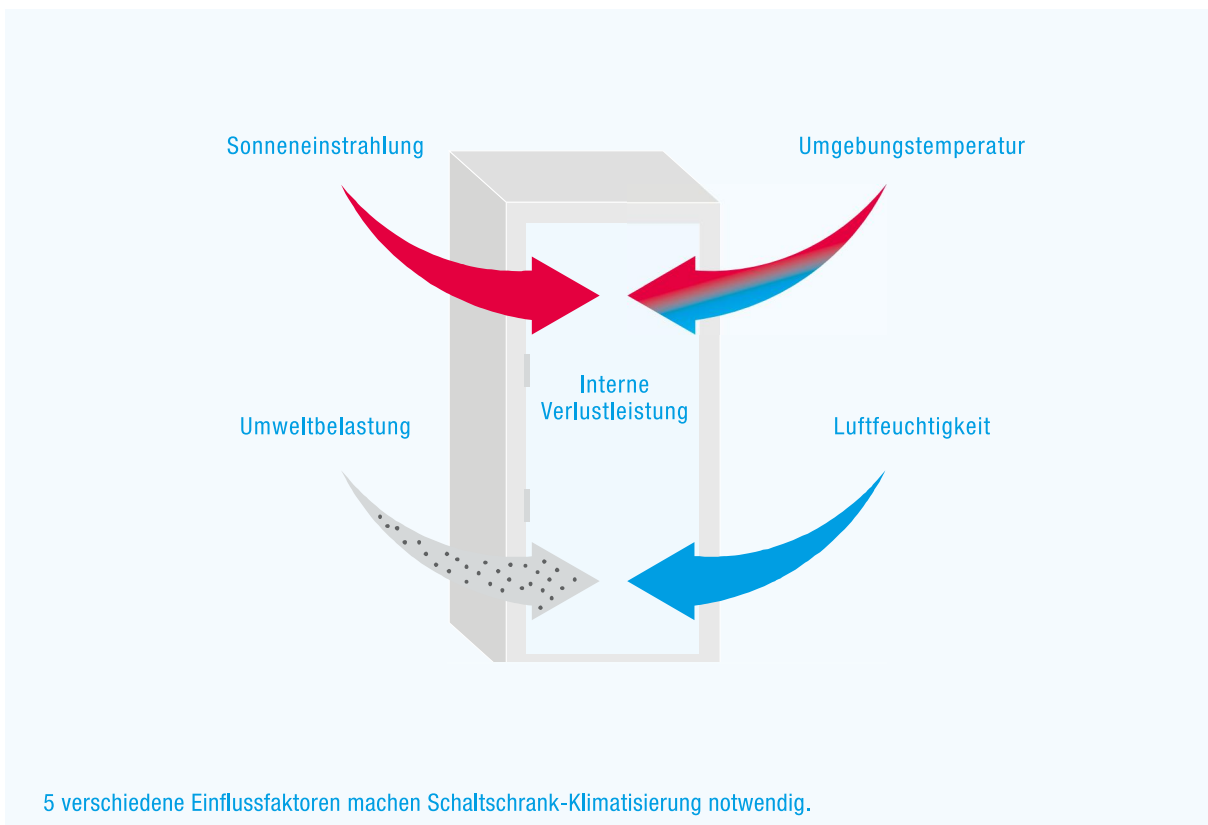 Sonneneinstrahlung
Umgebungstemperatur
Interne
Verlustleistung
Umweltbelastung
Luftfeuchtigkeit
5 verschiedene Einflussfaktoren machen Schaltschrank-Klimatisierung notwendig.